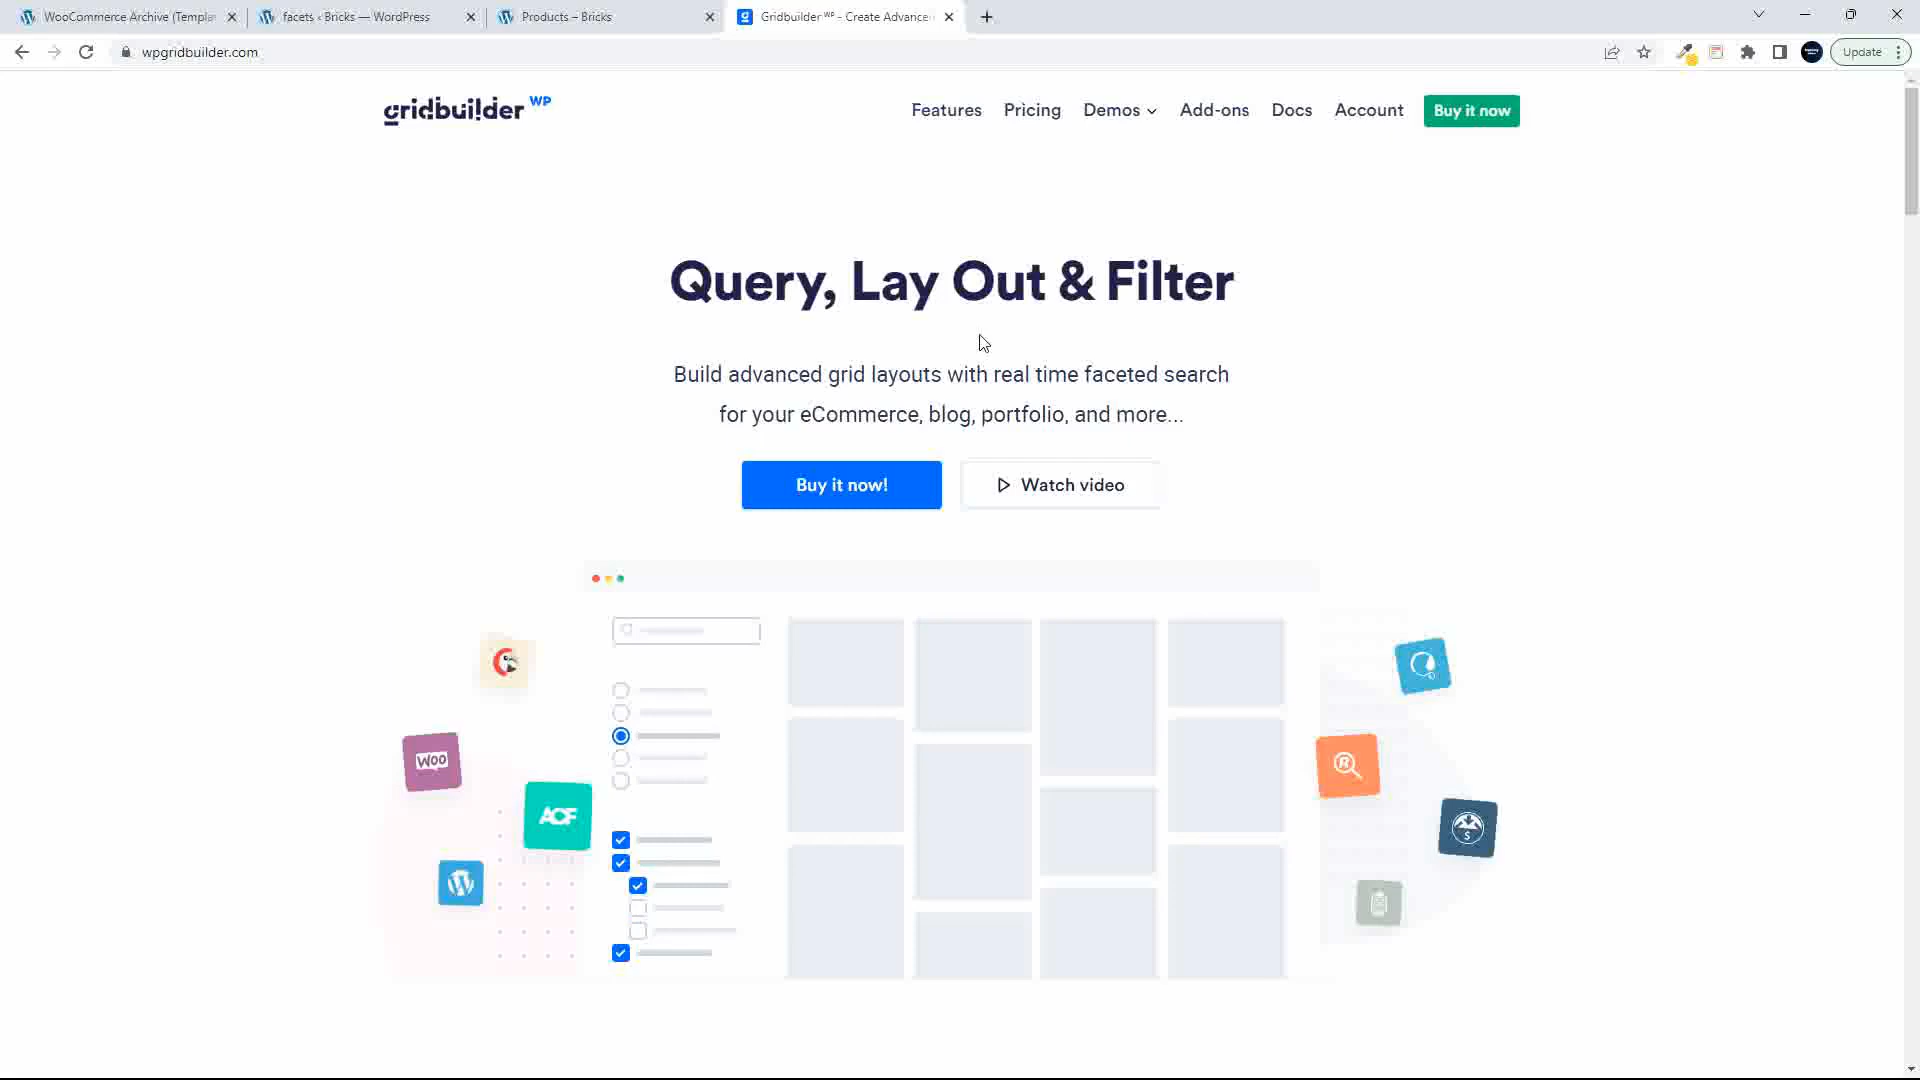 WooCommerce Archive (Templa
facets ‹ Bricks — WordPress
Products – Bricks
Gridbuilder ᵂᴾ - Create Advance
wpgridbuilder.com
Update
gridbuilder WP
Features
Pricing
Demos
Add-ons
Docs
Account
Buy it now
Query, Lay Out & Filter
Build advanced grid layouts with real time faceted search
for your eCommerce, blog, portfolio, and more...
Buy it now!
Watch video
WOO
ACF
R
$